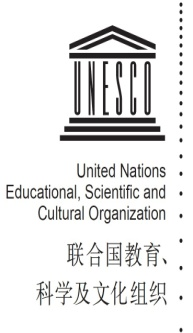 UNESCO
United Nations
Educational, Scientific and
Cultural Organization
联合国教育、
科学及文化组织